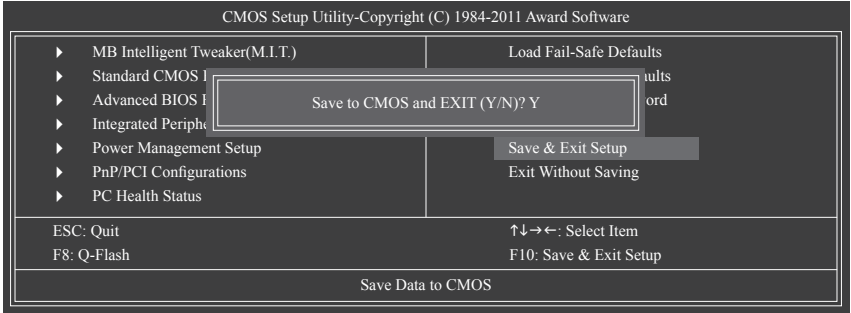 CMOS Setup Utility-Copyright (C) 1984-2011 Award Software
MB Intelligent Tweaker(M.I.T.)
Load Fail-Safe Defaults
Standard CMOS
Advanced BIOS
Save to CMOS and EXIT (Y/N)? Y
Integrated
Power Management Setup
Save & Exit Setup
PnP/PCI Configurations
Exit Without Saving
PC Health Status
ESC: Quit
↑↓→←: Select Item
F8: Q-Flash
F10: Save & Exit Setup
Save Data to CMOS